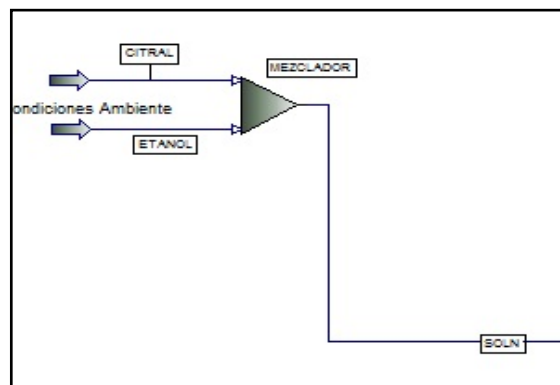 CITRAL
MEZCLADOR
ondiciones Ambiente
ETANOL
SOLN